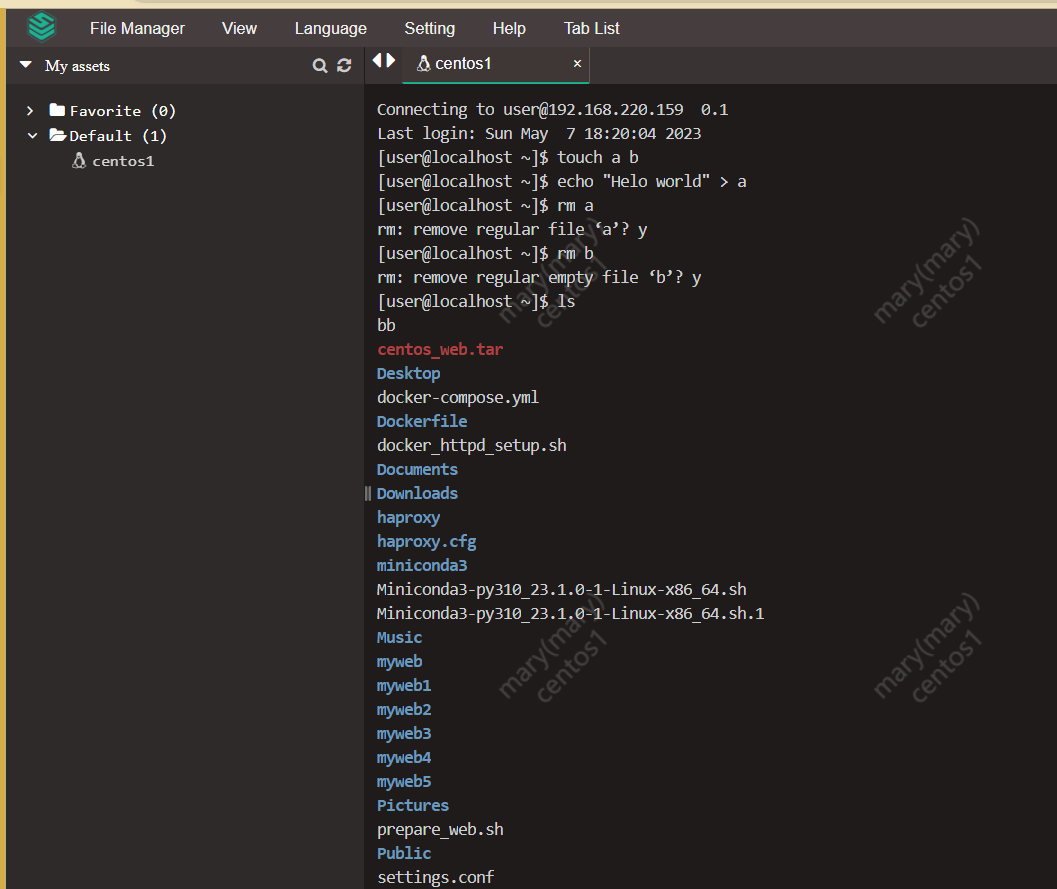 File Manager View Language Setting Help Tab List
My assets
centos1 ×
Favorite (0)
Default (1)
centos1
Connecting to user@192.168.220.159  0.1
Last login: Sun May  7 18:20:04 2023
[user@localhost ~]$ touch a b
[user@localhost ~]$ echo "Helo world" > a
[user@localhost ~]$ rm a
rm: remove regular file ‘a’? y
[user@localhost ~]$ rm b
rm: remove regular empty file ‘b’? y
[user@localhost ~]$ ls
bb
centos_web.tar
Desktop
docker-compose.yml
Dockerfile
docker_httpd_setup.sh
Documents
Downloads
haproxy
haproxy.cfg
miniconda3
Miniconda3-py310_23.1.0-1-Linux-x86_64.sh
Miniconda3-py310_23.1.0-1-Linux-x86_64.sh.1
Music
myweb
myweb1
myweb2
myweb3
myweb4
myweb5
Pictures
prepare_web.sh
Public
settings.conf
mary(mary)
centos1
mary(mary)
centos1
mary(mary)
centos1
mary(mary)
centos1